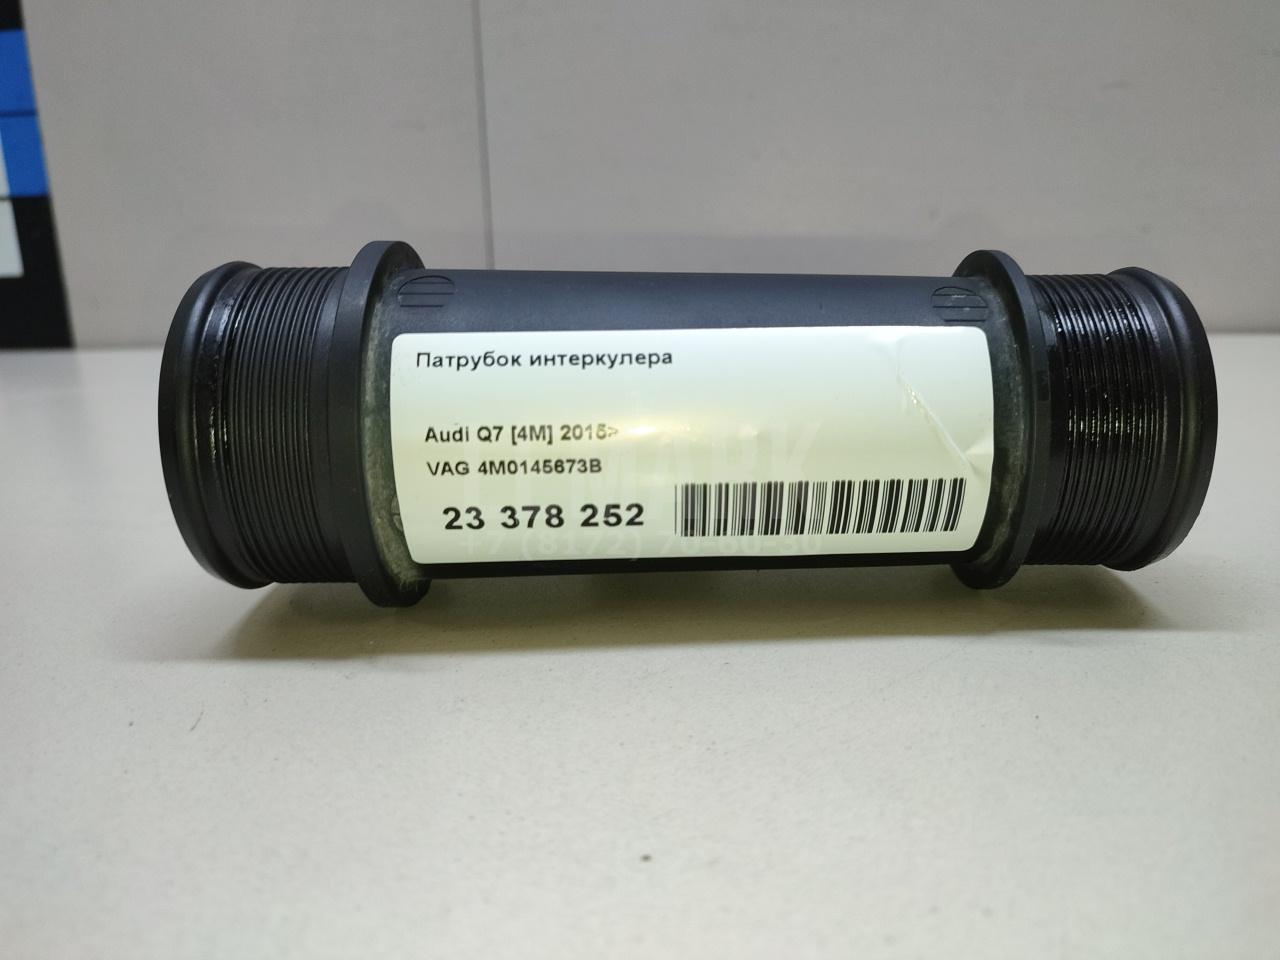 Патрубок интеркулера
Audi Q7 [4M] 2015>
VAG 4M0145673B
23 378 252